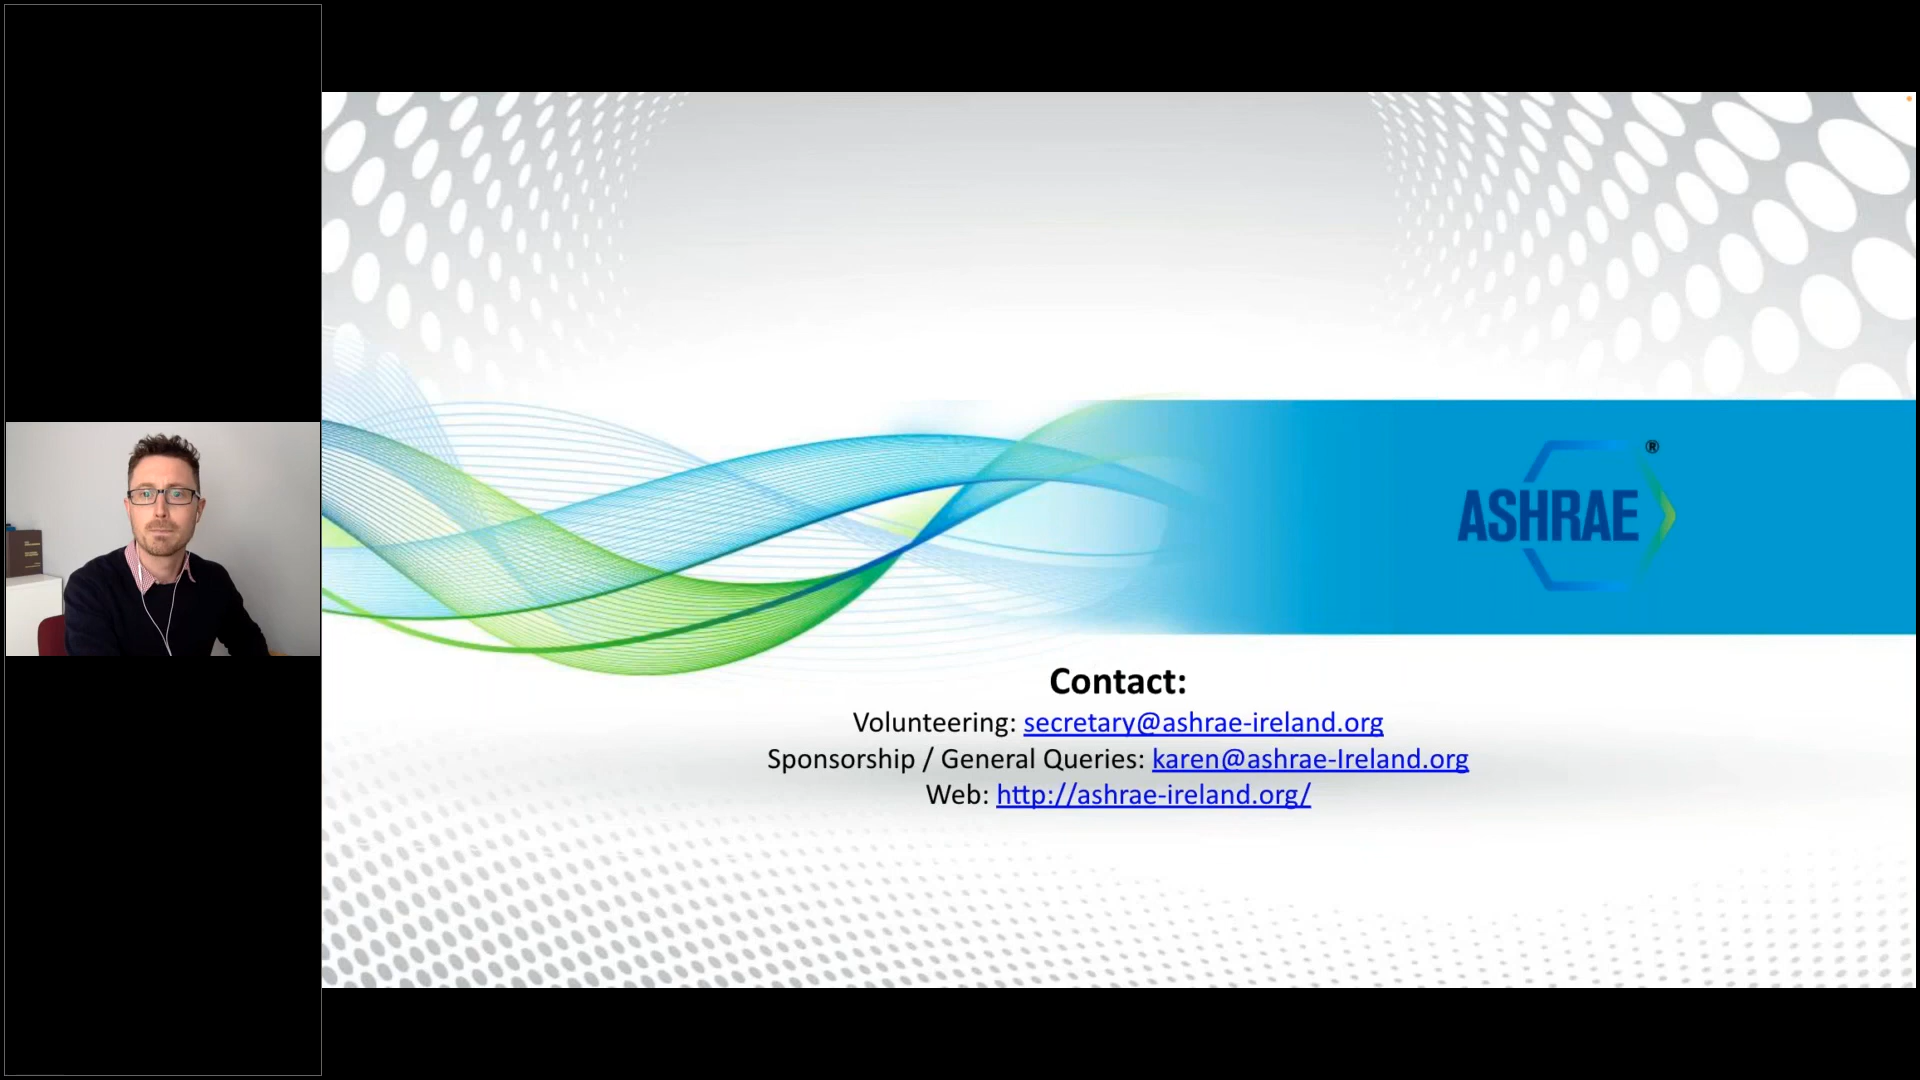 ASHRAE®
Contact:
Volunteering: secretary@ashrae-ireland.org
Sponsorship / General Queries: karen@ashrae-Ireland.org
Web: http://ashrae-ireland.org/